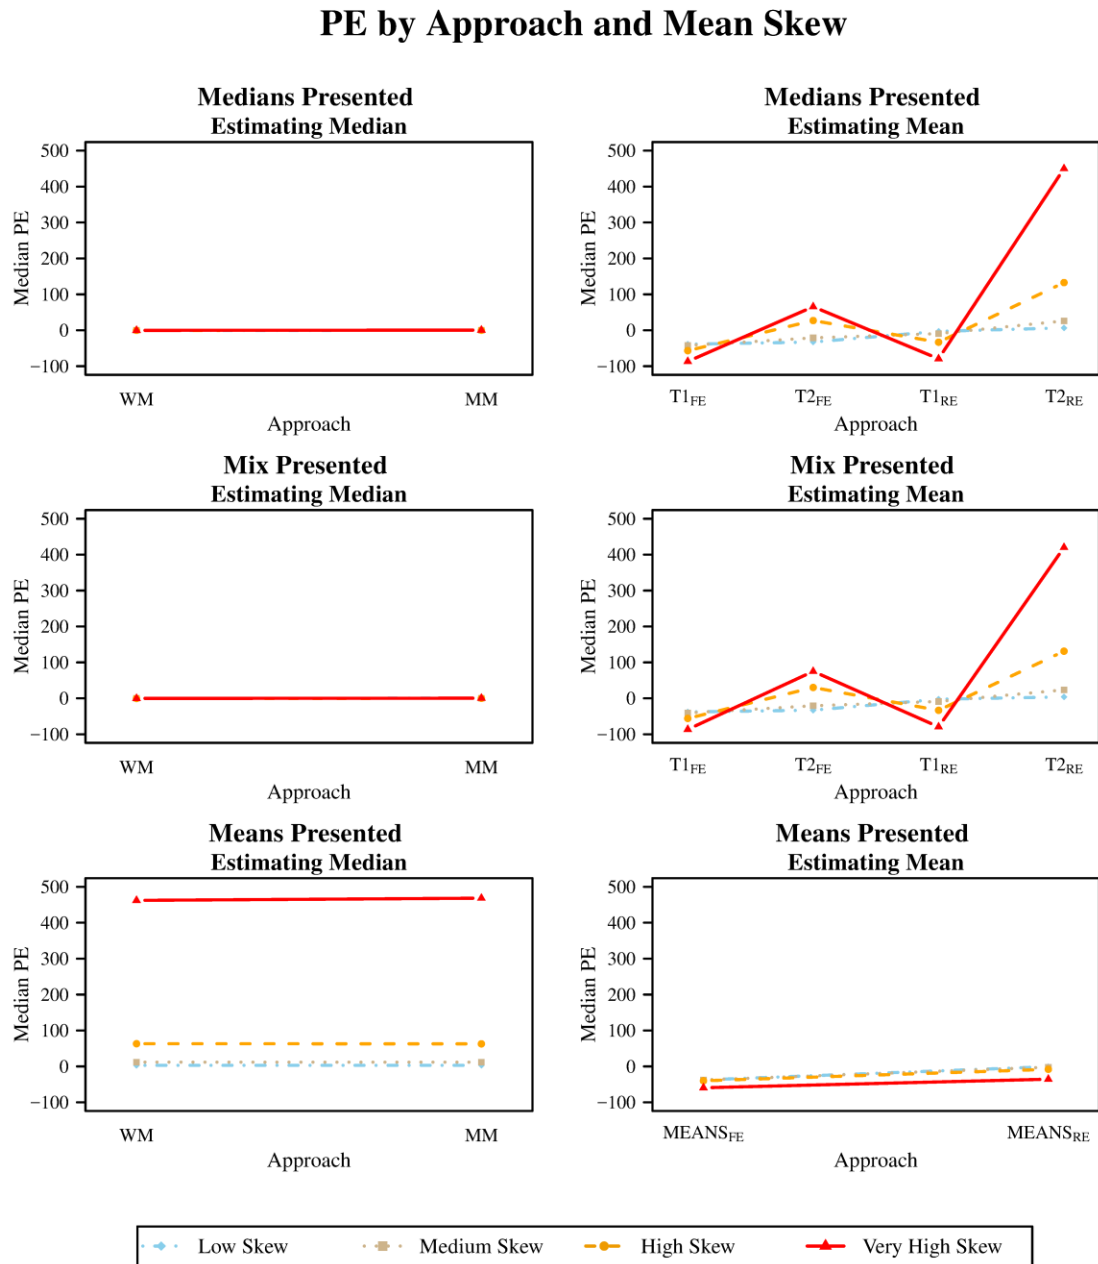 PE by Approach and Mean Skew
Medians Presented
Estimating Median
500
400
300
200
100
0
−100
Median PE
WM MM
Approach
Medians Presented
Estimating Mean
500
400
300
200
100
0
−100
Median PE
T1FE T2FE T1RE T2RE
Approach
Mix Presented
Estimating Median
500
400
300
200
100
0
−100
Median PE
WM MM
Approach
Mix Presented
Estimating Mean
500
400
300
200
100
0
−100
Median PE
T1FE T2FE T1RE T2RE
Approach
Means Presented
Estimating Median
500
400
300
200
100
0
−100
Median PE
WM MM
Approach
Means Presented
Estimating Mean
500
400
300
200
100
0
−100
Median PE
MEANSFE MEANSRE
Approach
Low Skew Medium Skew High Skew Very High Skew